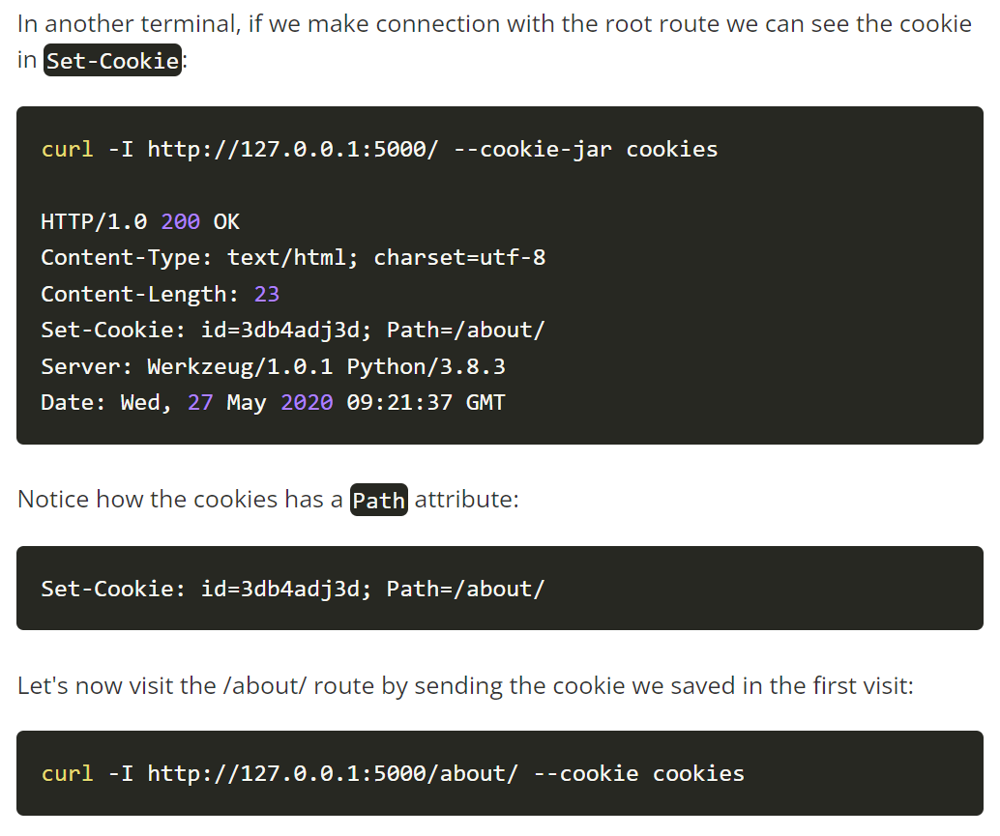 In another terminal, if we make connection with the root route we can see the cookie
in Set-Cookie:
curl -I http://127.0.0.1:5000/ --cookie-jar cookies
HTTP/1.0 200 OK
Content-Type: text/html; charset=utf-8
Content-Length: 23
Set-Cookie: id=3db4adj3d; Path=/about/
Server: Werkzeug/1.0.1 Python/3.8.3
Date: Wed, 27 May 2020 09:21:37 GMT
Notice how the cookies has a Path attribute:
Set-Cookie: id=3db4adj3d; Path=/about/
Let's now visit the /about/ route by sending the cookie we saved in the first visit:
curl -I http://127.0.0.1:5000/about/ --cookie cookies